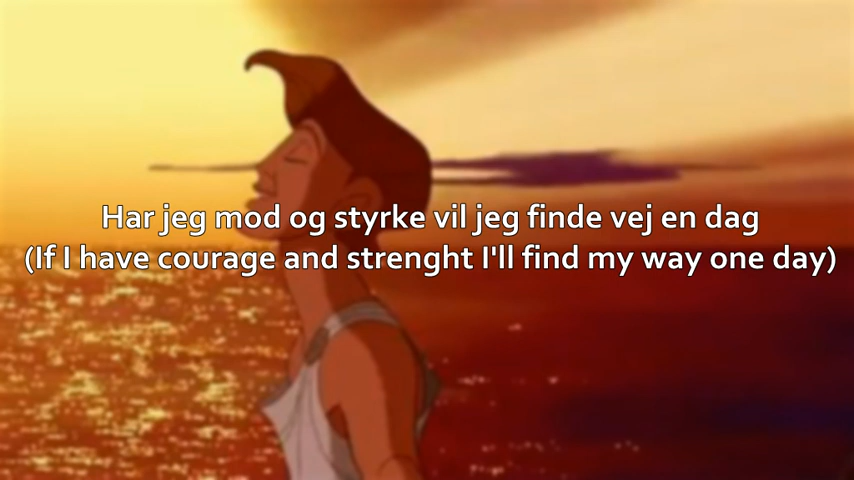 Har jeg mod og styrke vil jeg finde vej en dag
(If I have courage and strenght I'll find my way one day)